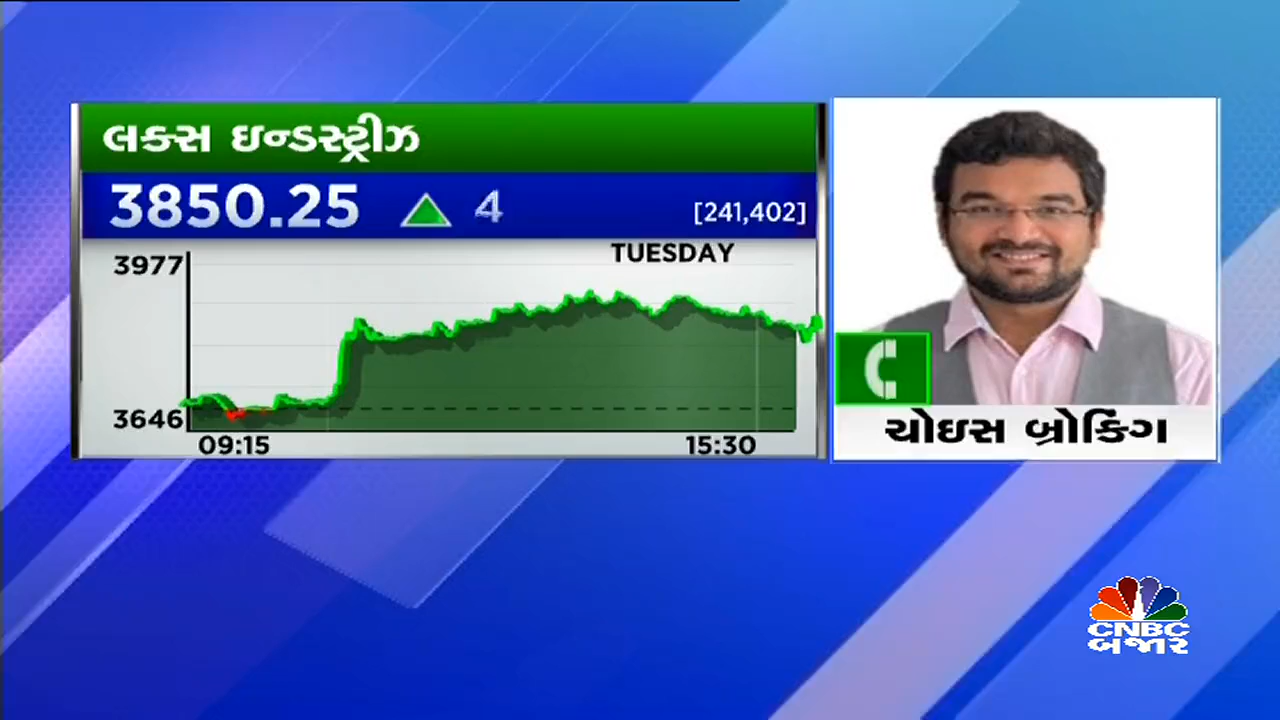 લક્સ ઇન્ડસ્ટ્રીઝ
3850.25 ▲ 4 [241,402]
TUESDAY
3977
3646
09:15 15:30
ચોઇસ બ્રોકિંગ
CNBC
બજાર